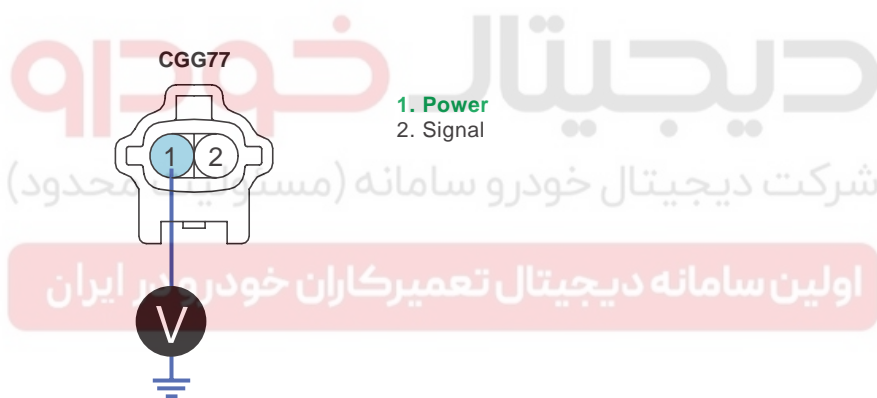 دیجیتال خودرو
CGG77
1. Power
2. Signal
1 2
شرکت دیجیتال خودرو سامانه (مسئولیت محدود)
اولین سامانه دیجیتال تعمیرکاران خودرو در ایران
V